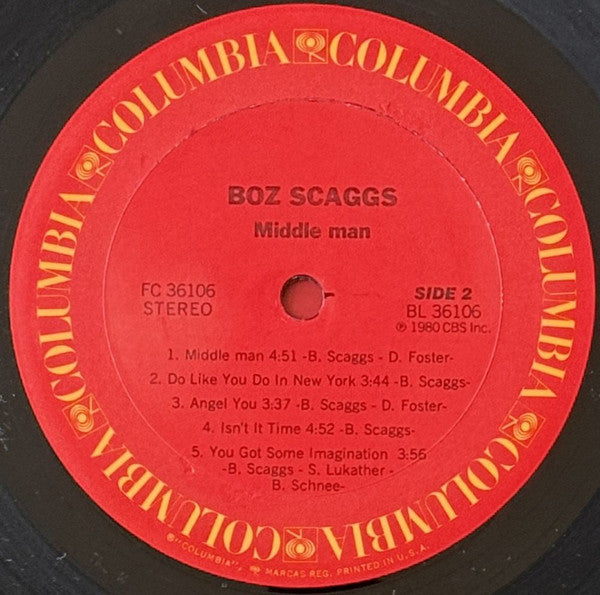 COLUMBIA COLUMBIA COLUMBIA COLUMBIA COLUMBIA COLUMBIA
BOZ SCAGGS
Middle man
FC 36106
STEREO
SIDE 2
BL 36106
℗ 1980 CBS Inc.
1. Middle man 4:51 -B. Scaggs - D. Foster-
2. Do Like You Do In New York 3:44 -B. Scaggs-
3. Angel You 3:37 -B. Scaggs - D. Foster-
4. Isn't It Time 4:52 -B. Scaggs-
5. You Got Some Imagination 3:56
-B. Scaggs - S. Lukather -
B. Schnee-
®"COLUMBIA", MARCAS REG. PRINTED IN U.S.A.